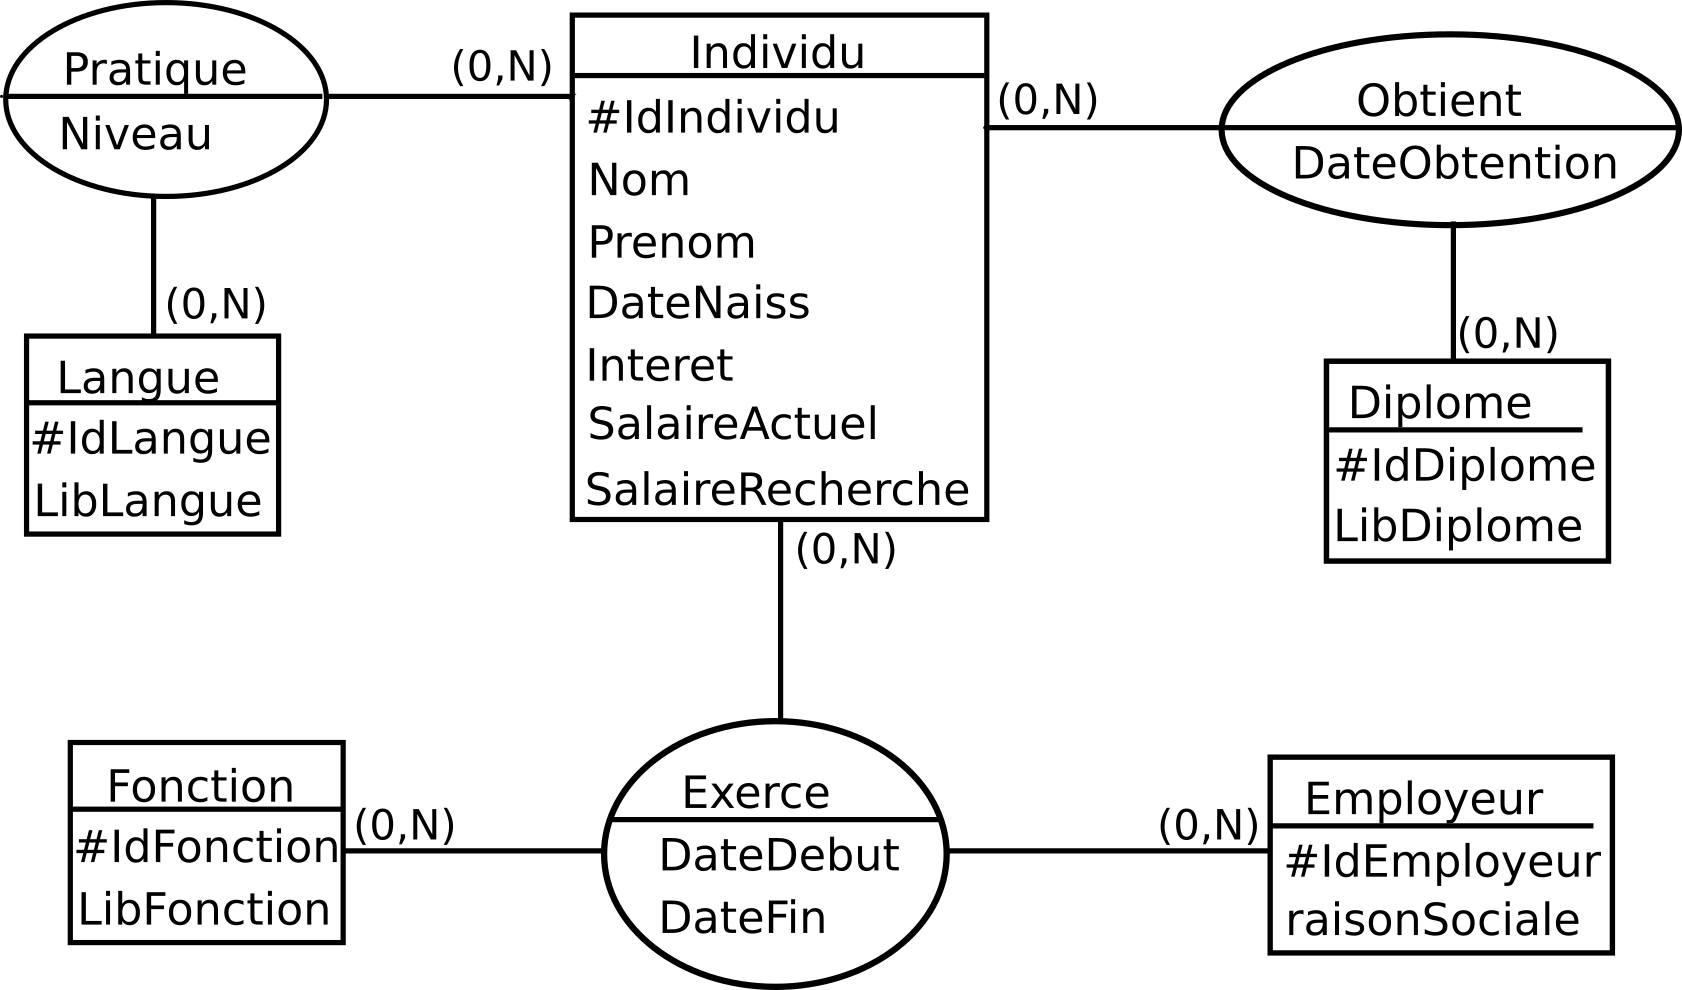 Pratique
Niveau
(0,N)
(0,N)
Langue
#IdLangue
LibLangue
Individu
#IdIndividu
Nom
Prenom
DateNaiss
Interet
SalaireActuel
SalaireRecherche
(0,N)
Obtient
DateObtention
(0,N)
Diplome
#IdDiplome
LibDiplome
(0,N)
Fonction
#IdFonction
LibFonction
(0,N)
Exerce
DateDebut
DateFin
(0,N)
Employeur
#IdEmployeur
raisonSociale